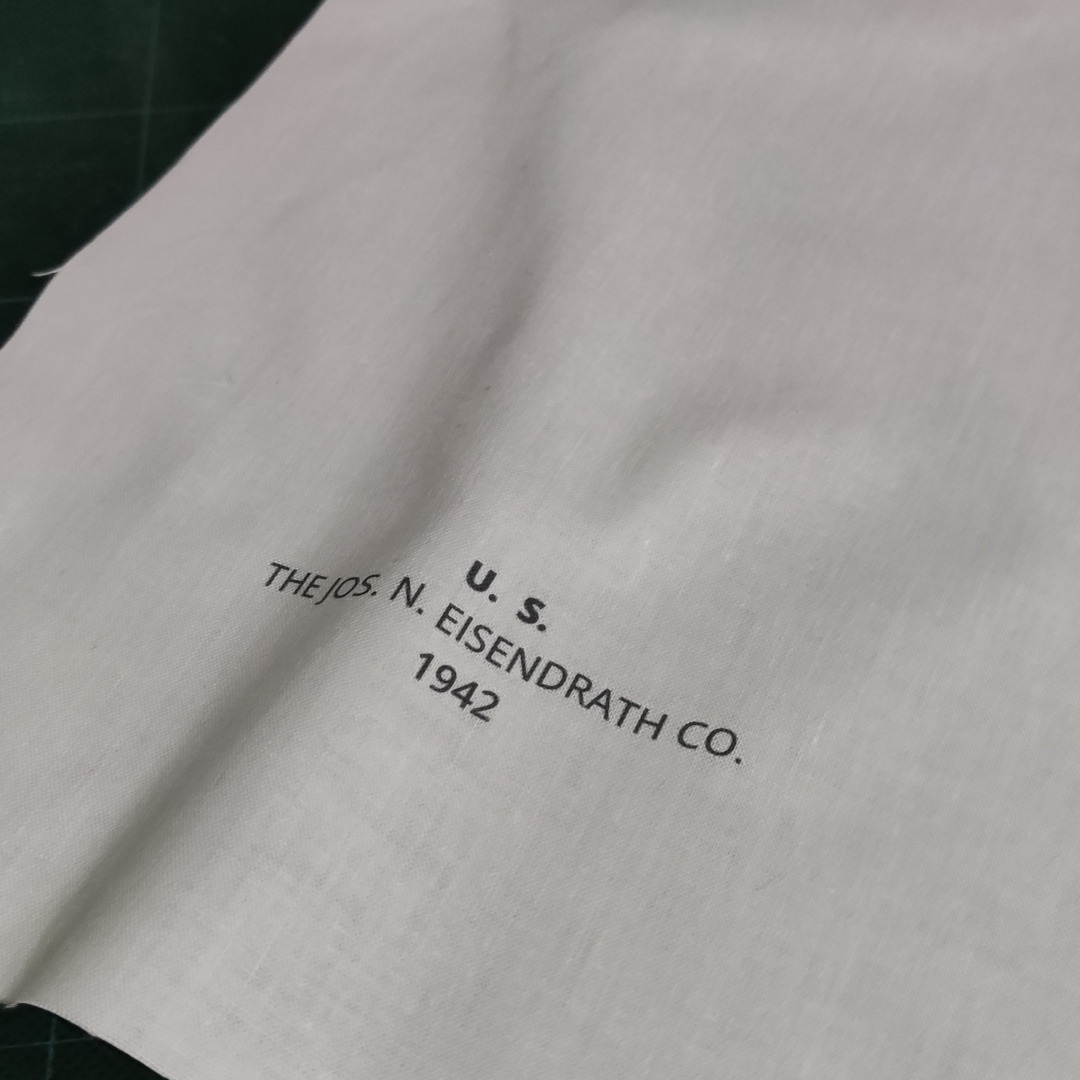 U. S.
THE JOS. N. EISENDRATH CO.
1942